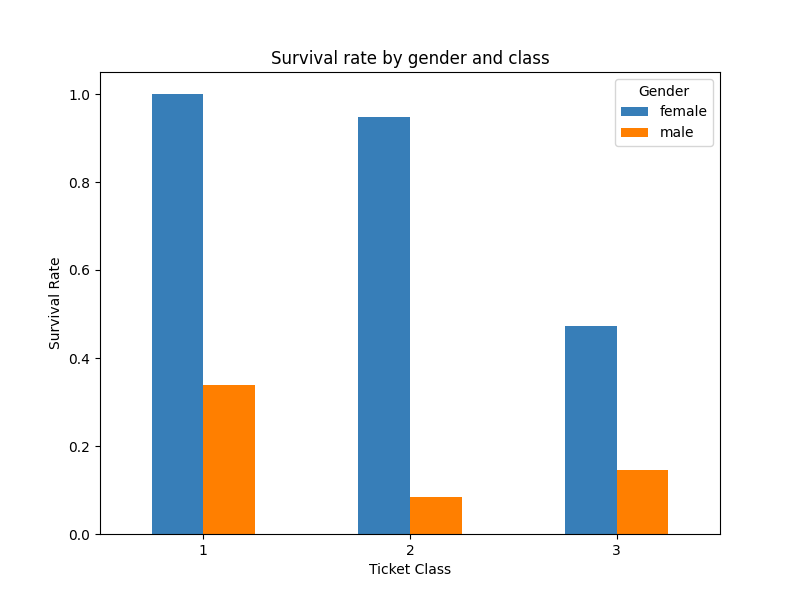 Survival rate by gender and class
Gender
female
male
Survival Rate
1.0
0.8
0.6
0.4
0.2
0.0
1 2 3
Ticket Class